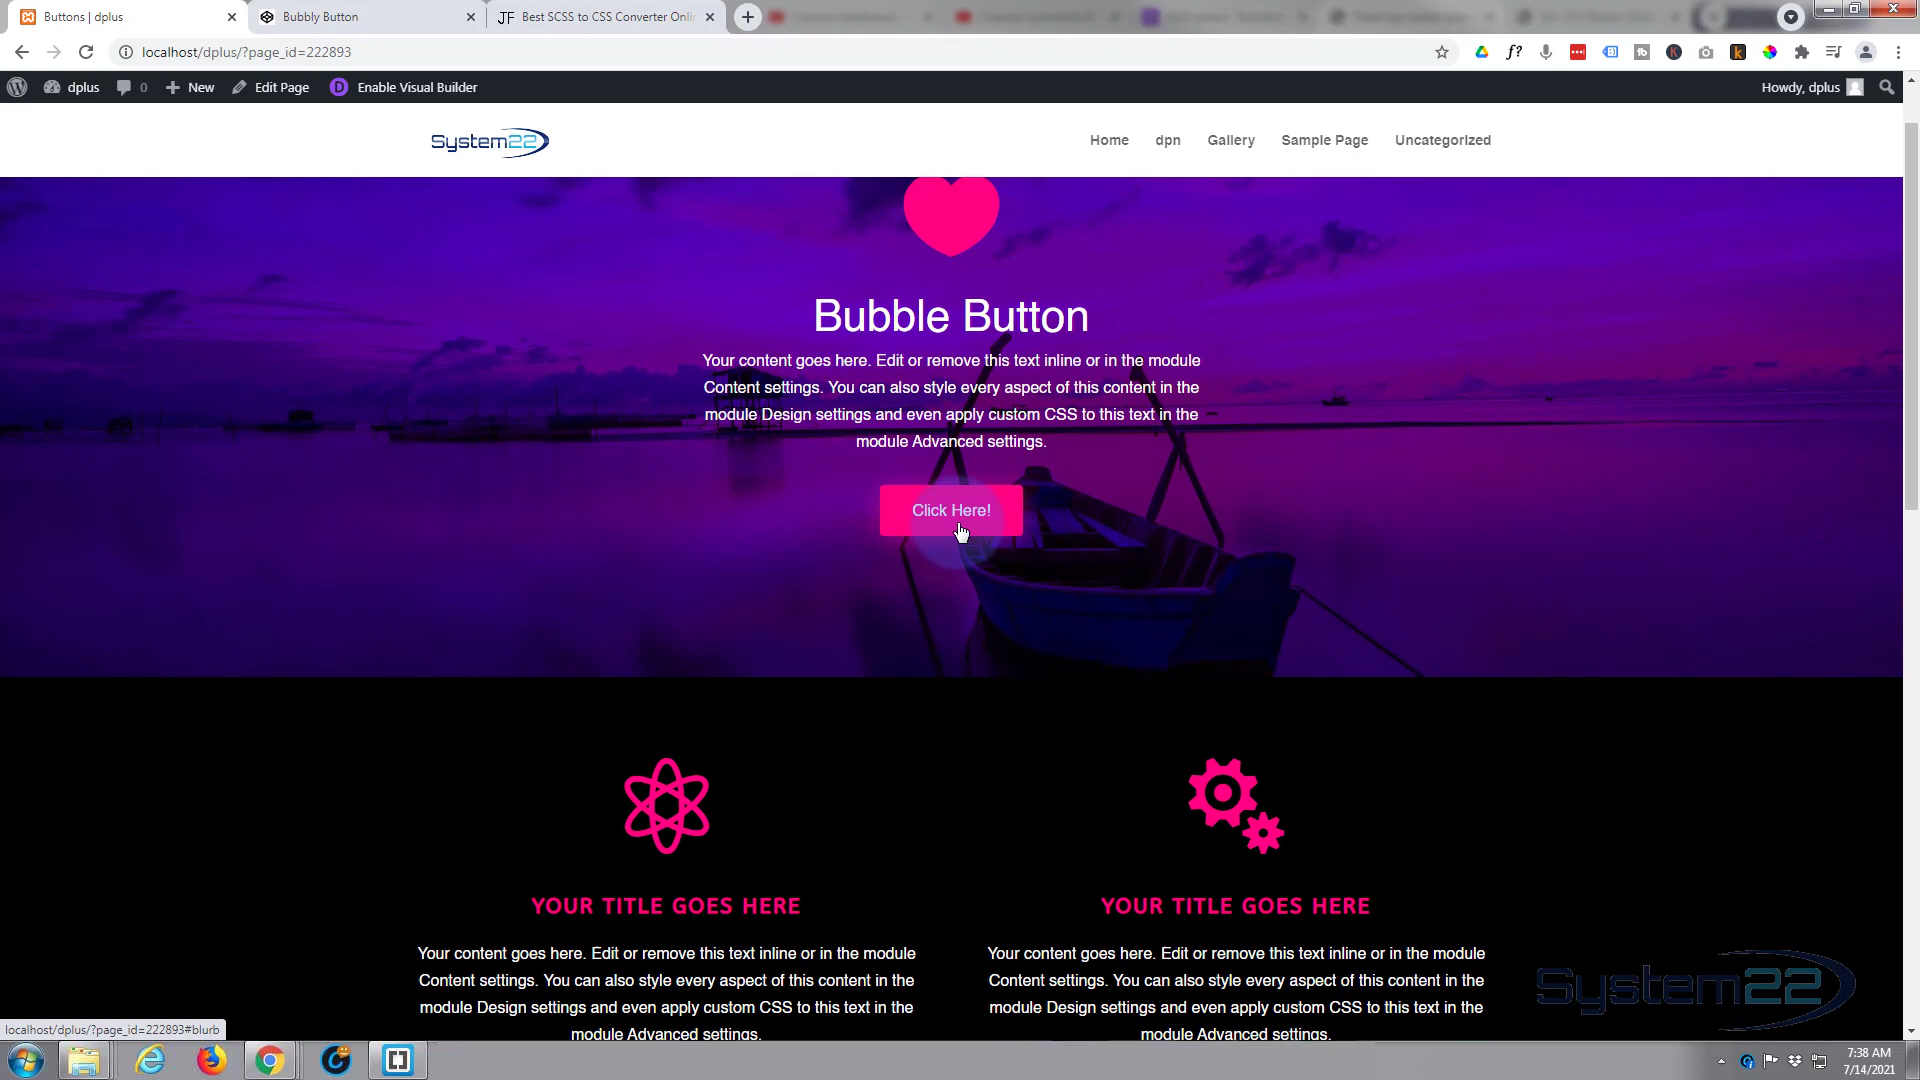 Buttons | dplus
Bubbly Button
JF Best SCSS to CSS Converter Onli
localhost/dplus/?page_id=222893
dplus 0 New Edit Page D Enable Visual Builder Howdy, dplus
System22 Home dpn Gallery Sample Page Uncategorized
Bubble Button
Your content goes here. Edit or remove this text inline or in the module
Content settings. You can also style every aspect of this content in the
module Design settings and even apply custom CSS to this text in the
module Advanced settings.
Click Here!
YOUR TITLE GOES HERE
Your content goes here. Edit or remove this text inline or in the module
Content settings. You can also style every aspect of this content in the
module Design settings and even apply custom CSS to this text in the
module Advanced settings.
YOUR TITLE GOES HERE
Your content goes here. Edit or remove this text inline or in the module
Content settings. You can also style every aspect of this content in the
module Design settings and even apply custom CSS to this text in the
module Advanced settings.
System22
localhost/dplus/?page_id=222893#blurb
7:38 AM
7/14/2021